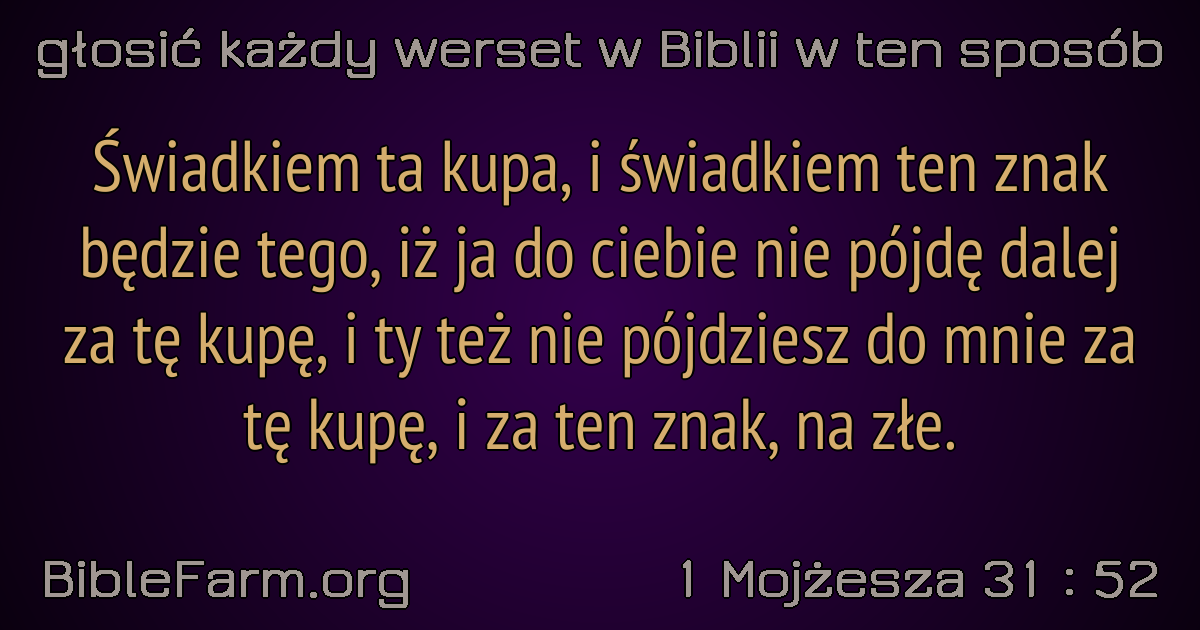 głosić każdy werset w Biblii w ten sposób
Świadkiem ta kupa, i świadkiem ten znak
będzie tego, iż ja do ciebie nie pójdę dalej
za tę kupę, i ty też nie pójdziesz do mnie za
tę kupę, i za ten znak, na złe.
BibleFarm.org
1 Mojżesza 31 : 52